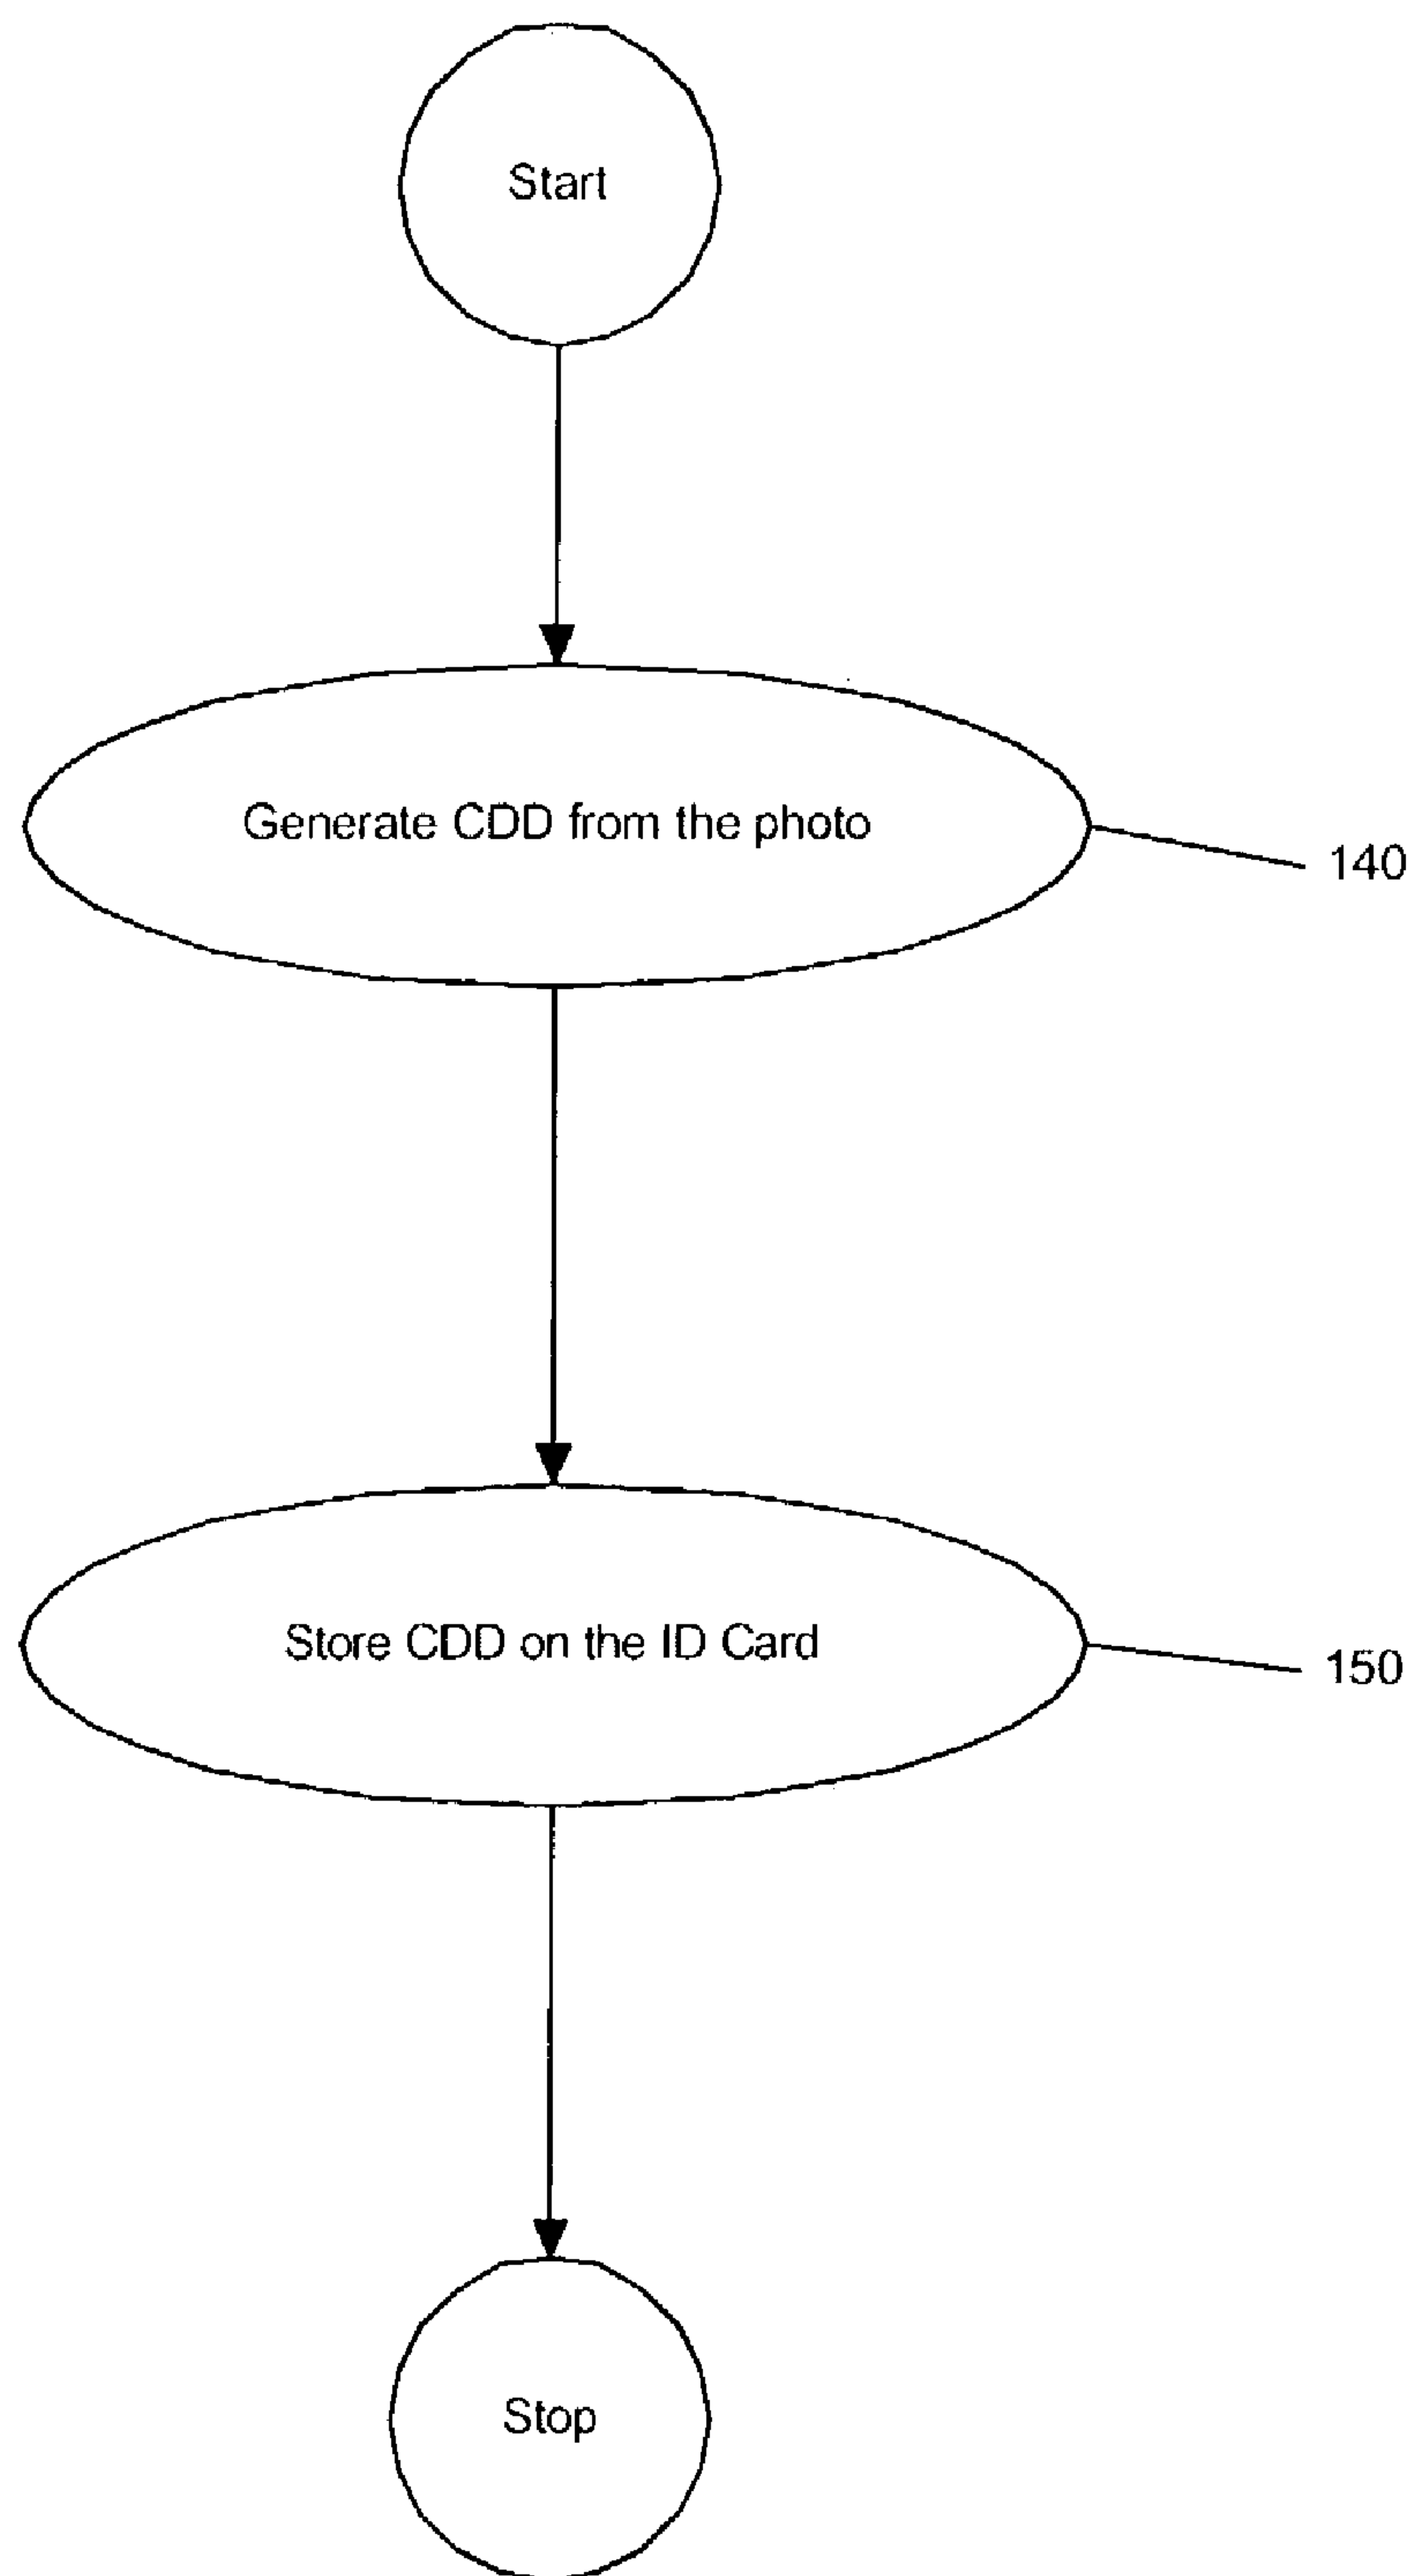 Start
Generate CDD from the photo
140
Store CDD on the ID Card
150
Stop